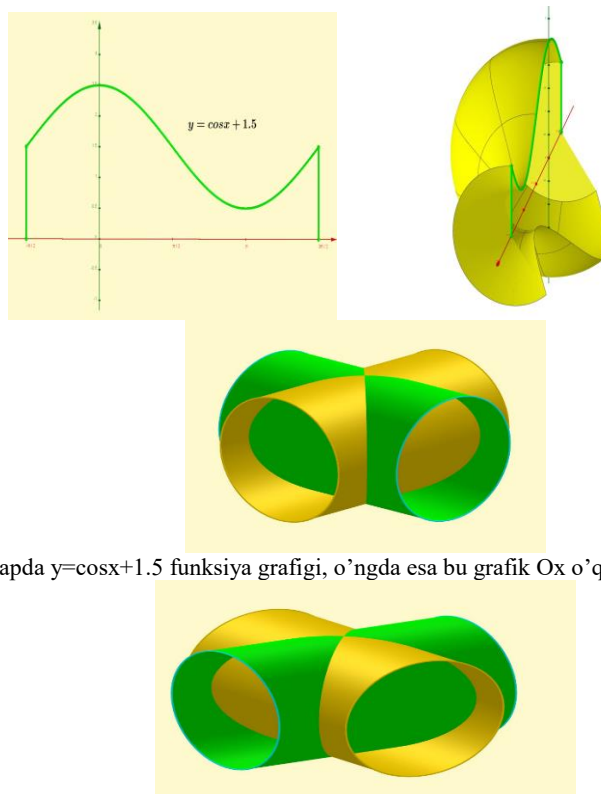 y = cosx + 1.5
apda y=cosx+1.5 funksiya grafigi, o’ngda esa bu grafik Ox o’q